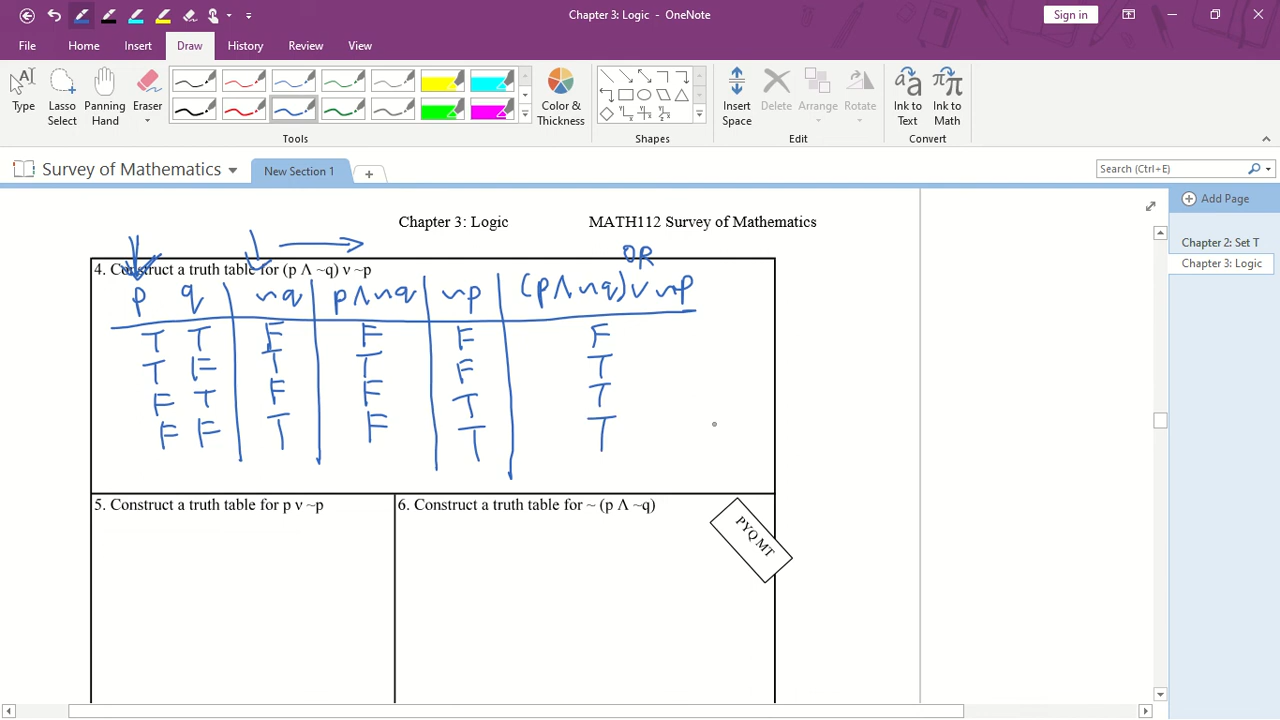 Chapter 3: Logic - OneNote
Sign in
File Home Insert Draw History Review View
Type
Lasso Select
Panning Hand
Eraser
Color & Thickness
Insert Space
Delete
Arrange
Rotate
Ink to Text
Ink to Math
Tools
Shapes
Edit
Convert
Survey of Mathematics
New Section 1
Search (Ctrl+E)
Add Page
Chapter 2: Set T
Chapter 3: Logic
Chapter 3: Logic MATH112 Survey of Mathematics
OR
4. Construct a truth table for (p Λ ~q) ν ~p
p q ~q p Λ ~q ~p (p Λ ~q) ν ~p
T T F F F F
T F T T F T
F T F F T T
F F T F T T
5. Construct a truth table for p ν ~p
6. Construct a truth table for ~ (p Λ ~q)
PYQ MT